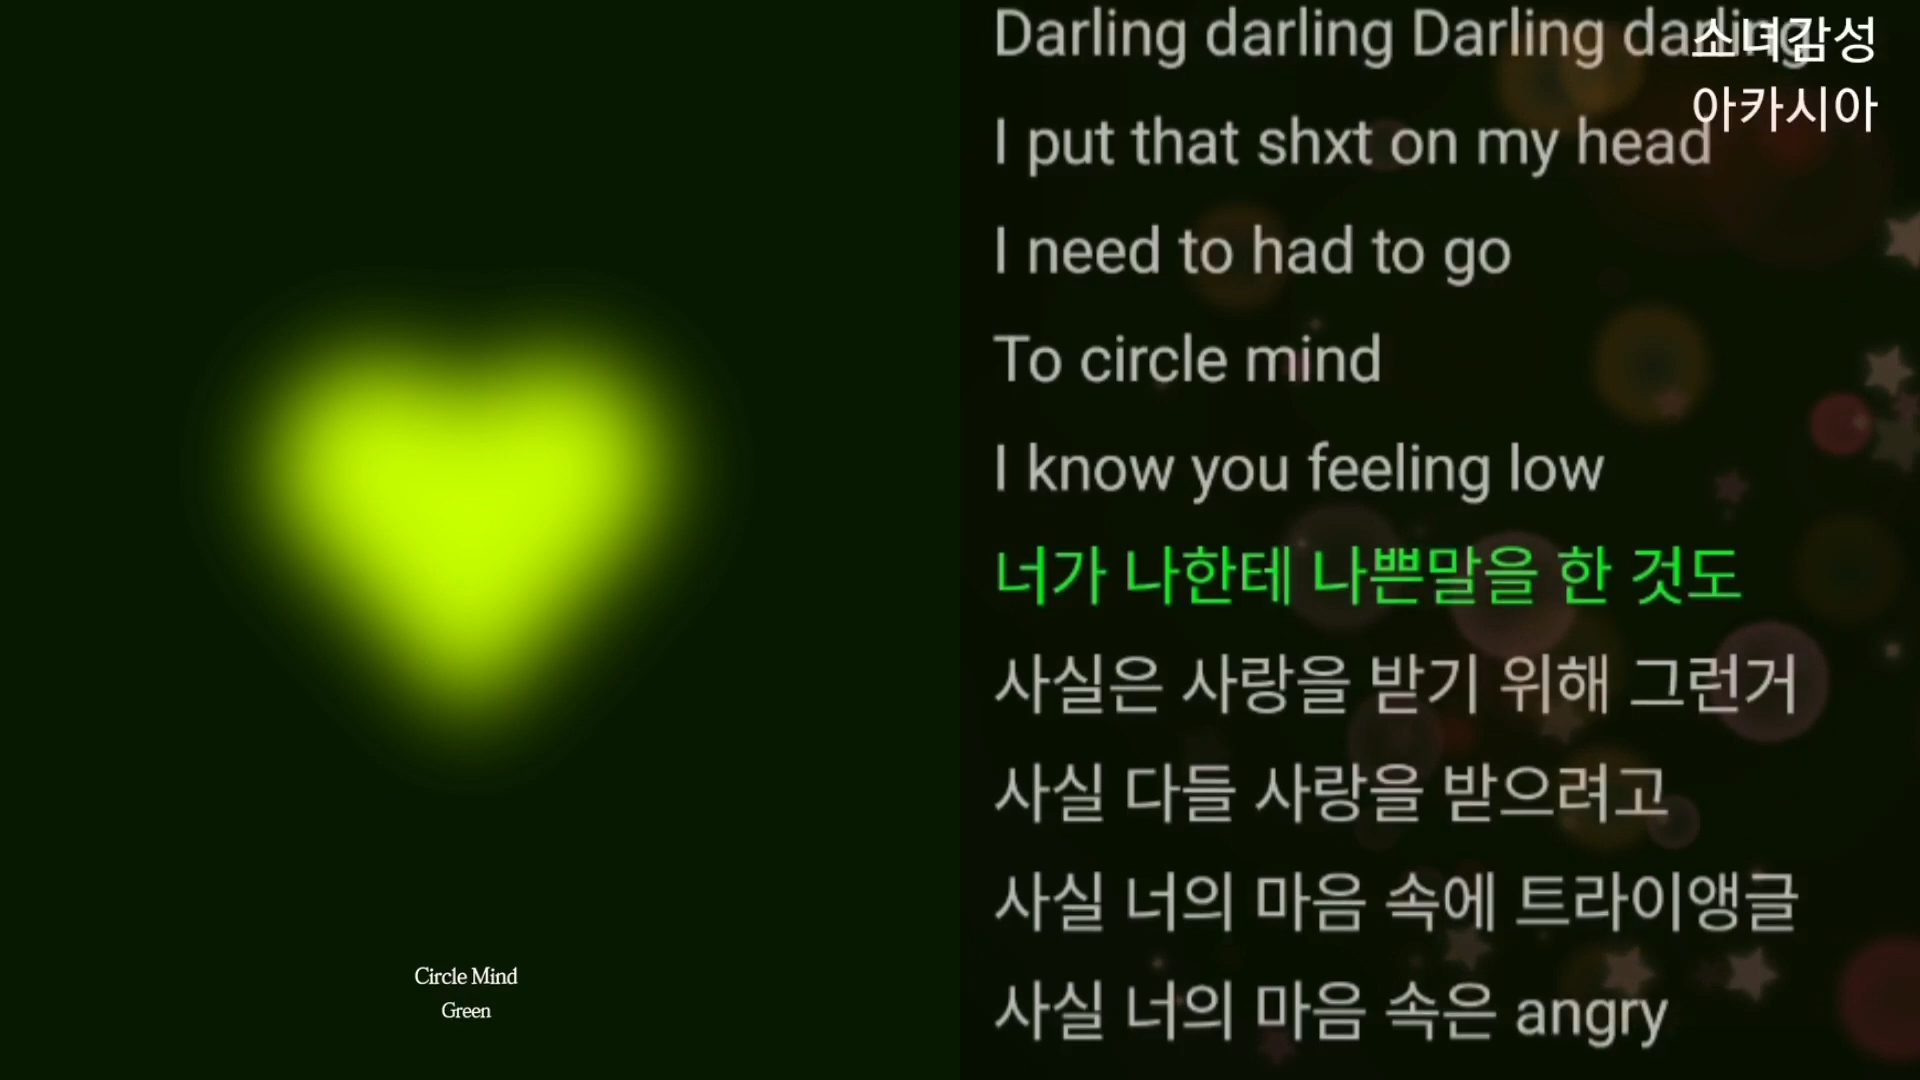 Circle Mind
Green
소녀감성
아카시아
Darling darling Darling darling
I put that shxt on my head
I need to had to go
To circle mind
I know you feeling low
너가 나한테 나쁜말을 한 것도
사실은 사랑을 받기 위해 그런거
사실 다들 사랑을 받으려고
사실 너의 마음 속에 트라이앵글
사실 너의 마음 속은 angry